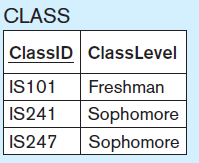 CLASS
ClassID ClassLevel
IS101 Freshman
IS241 Sophomore
IS247 Sophomore